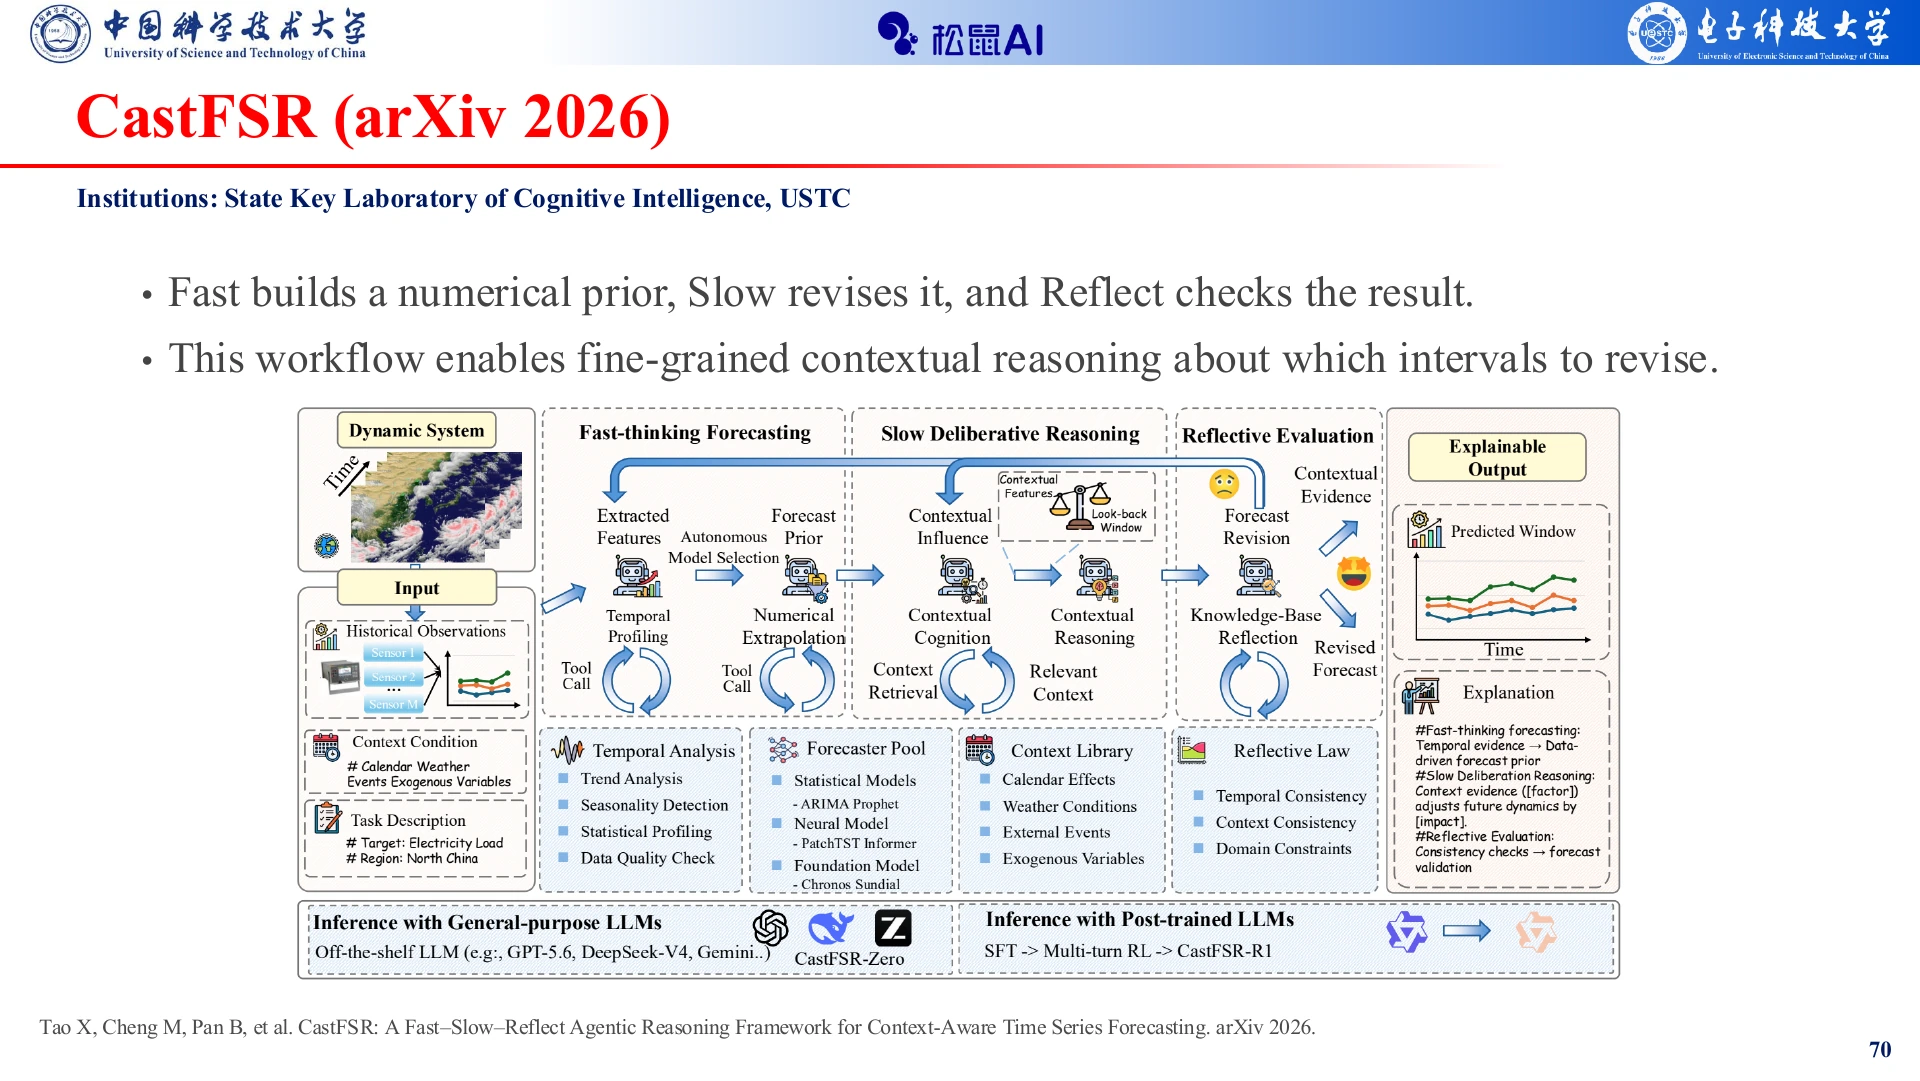 中国科学技术大学
University of Science and Technology of China
松鼠AI
电子科技大学
University of Electronic Science and Technology of China
CastFSR (arXiv 2026)
Institutions: State Key Laboratory of Cognitive Intelligence, USTC
• Fast builds a numerical prior, Slow revises it, and Reflect checks the result.
• This workflow enables fine-grained contextual reasoning about which intervals to revise.
Dynamic System
Time
Input
Historical Observations
Sensor 1
Sensor 2
...
Sensor M
Context Condition
# Calendar Weather
Events Exogenous Variables
Task Description
# Target: Electricity Load
# Region: North China
Fast-thinking Forecasting
Extracted
Features
Autonomous
Model Selection
Forecast
Prior
Temporal
Profiling
Numerical
Extrapolation
Tool
Call
Tool
Call
Slow Deliberative Reasoning
Contextual
Features
Look-back
Window
Contextual
Influence
Contextual
Cognition
Contextual
Reasoning
Context
Retrieval
Relevant
Context
Reflective Evaluation
Contextual
Evidence
Forecast
Revision
Knowledge-Base
Reflection
Revised
Forecast
Temporal Analysis
Trend Analysis
Seasonality Detection
Statistical Profiling
Data Quality Check
Forecaster Pool
Statistical Models
- ARIMA Prophet
Neural Model
- PatchTST Informer
Foundation Model
- Chronos Sundial
Context Library
Calendar Effects
Weather Conditions
External Events
Exogenous Variables
Reflective Law
Temporal Consistency
Context Consistency
Domain Constraints
Explainable
Output
Predicted Window
Time
Explanation
#Fast-thinking forecasting:
Temporal evidence → Data-
driven forecast prior
#Slow Deliberation Reasoning:
Context evidence ([factor])
adjusts future dynamics by
[impact].
#Reflective Evaluation:
Consistency checks → forecast
validation
Inference with General-purpose LLMs
Off-the-shelf LLM (e.g:, GPT-5.6, DeepSeek-V4, Gemini..)
CastFSR-Zero
Inference with Post-trained LLMs
SFT -> Multi-turn RL -> CastFSR-R1
Tao X, Cheng M, Pan B, et al. CastFSR: A Fast–Slow–Reflect Agentic Reasoning Framework for Context-Aware Time Series Forecasting. arXiv 2026.
70